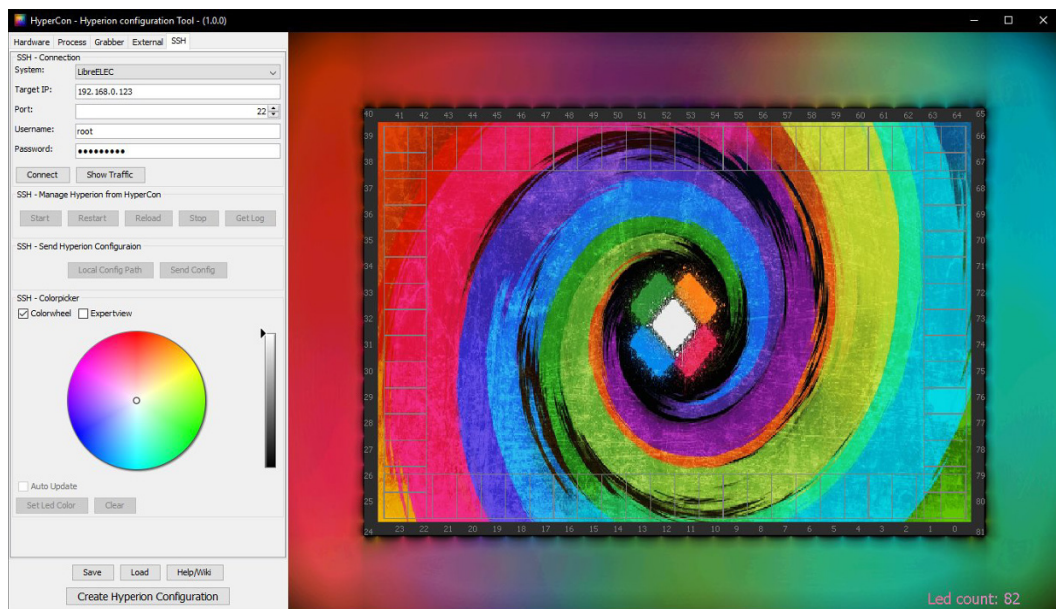 HyperCon - Hyperion configuration Tool - (1.0.0)
Hardware Process Grabber External SSH
SSH - Connection
System: LibreELEC
Target IP: 192.168.0.123
Port: 22
Username: root
Password: •••••••••
Connect Show Traffic
SSH - Manage Hyperion from HyperCon
Start Restart Reload Stop Get Log
SSH - Send Hyperion Configuraion
Local Config Path Send Config
SSH - Colorpicker
Colorwheel Expertview
Auto Update
Set Led Color Clear
Save Load Help/Wiki
Create Hyperion Configuration
40 41 42 43 44 45 46 47 48 49 50 51 52 53 54 55 56 57 58 59 60 61 62 63 64 65
39 66
38 67
37 68
36 69
35 70
34 71
33 72
32 73
31 74
30 75
29 76
28 77
27 78
26 79
25 80
24 23 22 21 20 19 18 17 16 15 14 13 12 11 10 9 8 7 6 5 4 3 2 1 0 81
Led count: 82